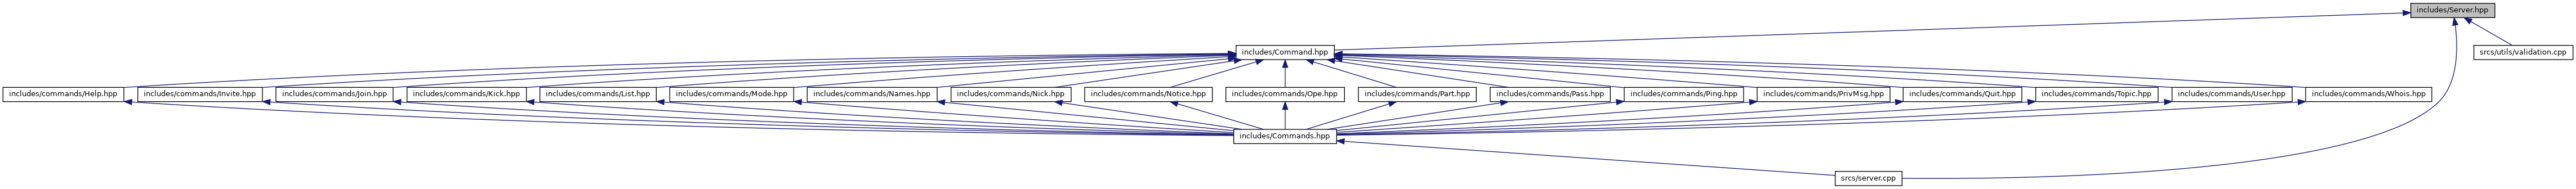 includes/Server.hpp
includes/Command.hpp
srcs/utils/validation.cpp
includes/commands/Help.hpp
includes/commands/Invite.hpp
includes/commands/Join.hpp
includes/commands/Kick.hpp
includes/commands/List.hpp
includes/commands/Mode.hpp
includes/commands/Names.hpp
includes/commands/Nick.hpp
includes/commands/Notice.hpp
includes/commands/Ope.hpp
includes/commands/Part.hpp
includes/commands/Pass.hpp
includes/commands/Ping.hpp
includes/commands/PrivMsg.hpp
includes/commands/Quit.hpp
includes/commands/Topic.hpp
includes/commands/User.hpp
includes/commands/Whois.hpp
includes/Commands.hpp
srcs/server.cpp